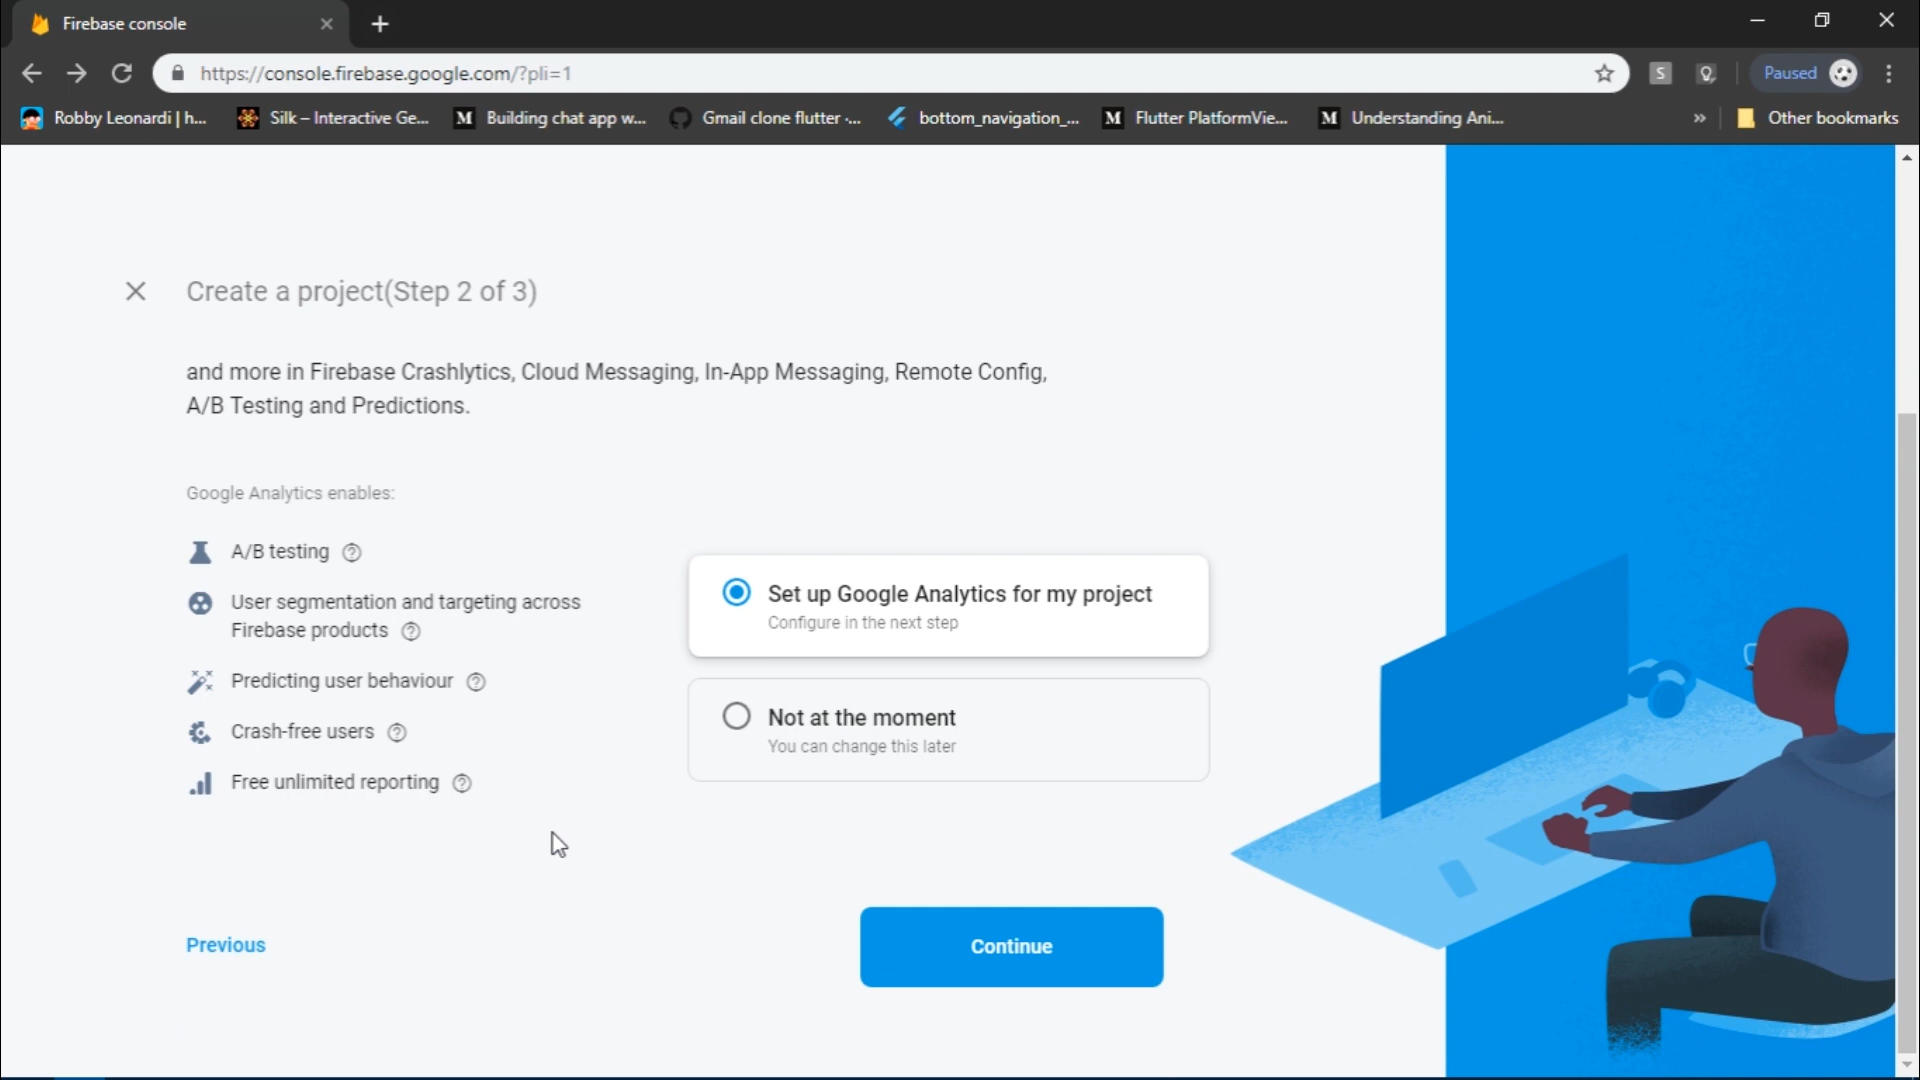 Firebase console
https://console.firebase.google.com/?pli=1
S
Paused
Robby Leonardi | h...
Silk – Interactive Ge...
M Building chat app w...
Gmail clone flutter ·...
bottom_navigation_...
M Flutter PlatformVie...
M Understanding Ani...
»
Other bookmarks
Create a project(Step 2 of 3)
and more in Firebase Crashlytics, Cloud Messaging, In-App Messaging, Remote Config,
A/B Testing and Predictions.
Google Analytics enables:
A/B testing
User segmentation and targeting across
Firebase products
Predicting user behaviour
Crash-free users
Free unlimited reporting
Set up Google Analytics for my project
Configure in the next step
Not at the moment
You can change this later
Previous
Continue